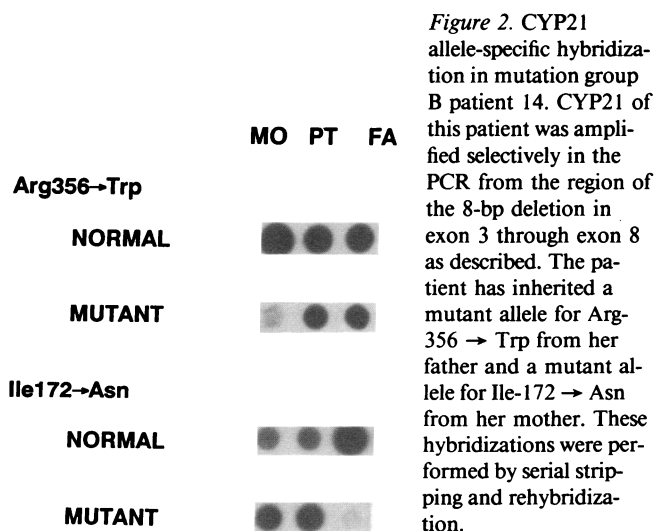 MO PT FA
Arg356→Trp
NORMAL
MUTANT
Ile172→Asn
NORMAL
MUTANT
Figure 2. CYP21
allele-specific hybridiza-
tion in mutation group
B patient 14. CYP21 of
this patient was ampli-
fied selectively in the
PCR from the region of
the 8-bp deletion in
exon 3 through exon 8
as described. The pa-
tient has inherited a
mutant allele for Arg-
356 → Trp from her
father and a mutant al-
lele for Ile-172 → Asn
from her mother. These
hybridizations were per-
formed by serial strip-
ping and rehybridiza-
tion.